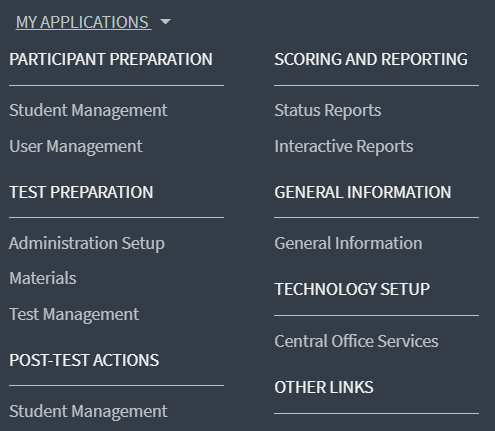 MY APPLICATIONS
PARTICIPANT PREPARATION
Student Management
User Management
TEST PREPARATION
Administration Setup
Materials
Test Management
POST-TEST ACTIONS
Student Management
SCORING AND REPORTING
Status Reports
Interactive Reports
GENERAL INFORMATION
General Information
TECHNOLOGY SETUP
Central Office Services
OTHER LINKS